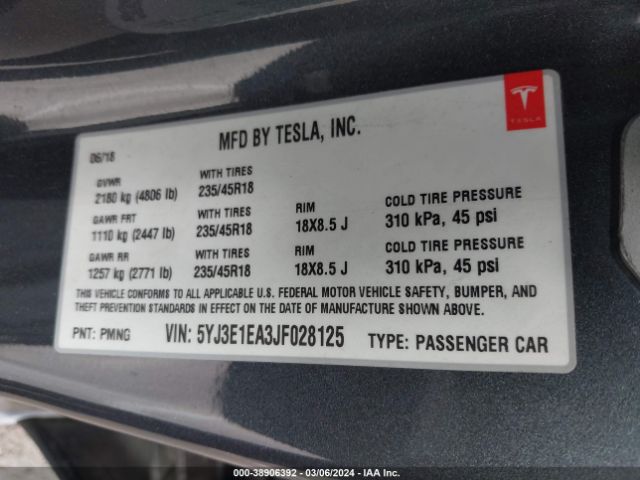 MFD BY TESLA, INC.
TESLA
06/18
GVWR
2180 kg (4806 lb)
WITH TIRES
235/45R18
GAWR FRT
1110 kg (2447 lb)
WITH TIRES
235/45R18
RIM
18X8.5 J
COLD TIRE PRESSURE
310 kPa, 45 psi
GAWR RR
1257 kg (2771 lb)
WITH TIRES
235/45R18
RIM
18X8.5 J
COLD TIRE PRESSURE
310 kPa, 45 psi
THIS VEHICLE CONFORMS TO ALL APPLICABLE U.S. FEDERAL MOTOR VEHICLE SAFETY, BUMPER, AND
THEFT PREVENTION STANDARDS IN EFFECT ON THE DATE OF MANUFACTURE SHOWN ABOVE.
PNT: PMNG VIN: 5YJ3E1EA3JF028125 TYPE: PASSENGER CAR
000-38906392 - 03/06/2024 - IAA Inc.